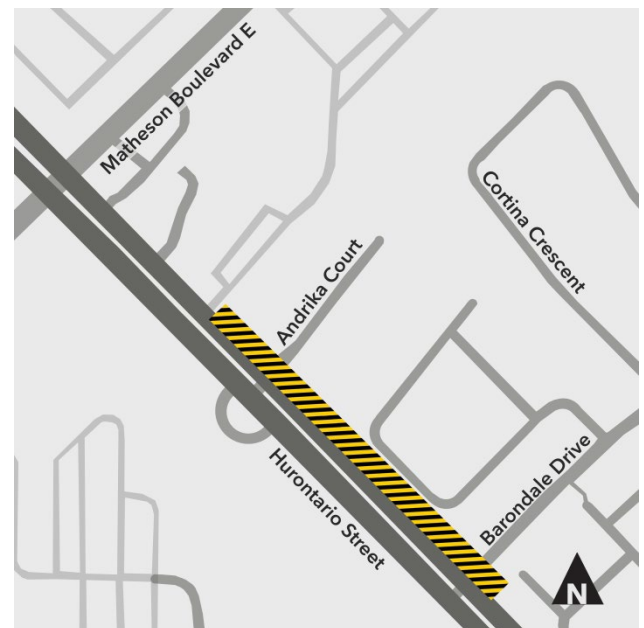 Matheson Boulevard E
Cortina Crescent
Andrika Court
Hurontario Street
Barondale Drive
N